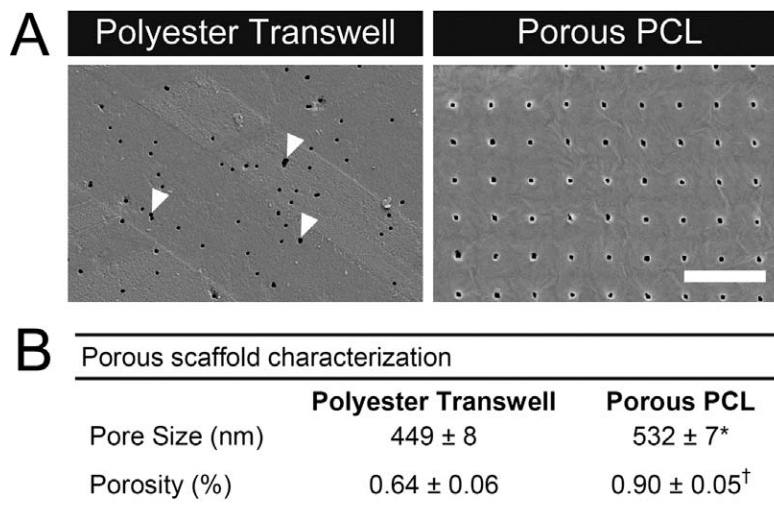 A
Polyester Transwell Porous PCL
B
Porous scaffold characterization
Polyester Transwell Porous PCL
Pore Size (nm) 449 ± 8 532 ± 7*
Porosity (%) 0.64 ± 0.06 0.90 ± 0.05†